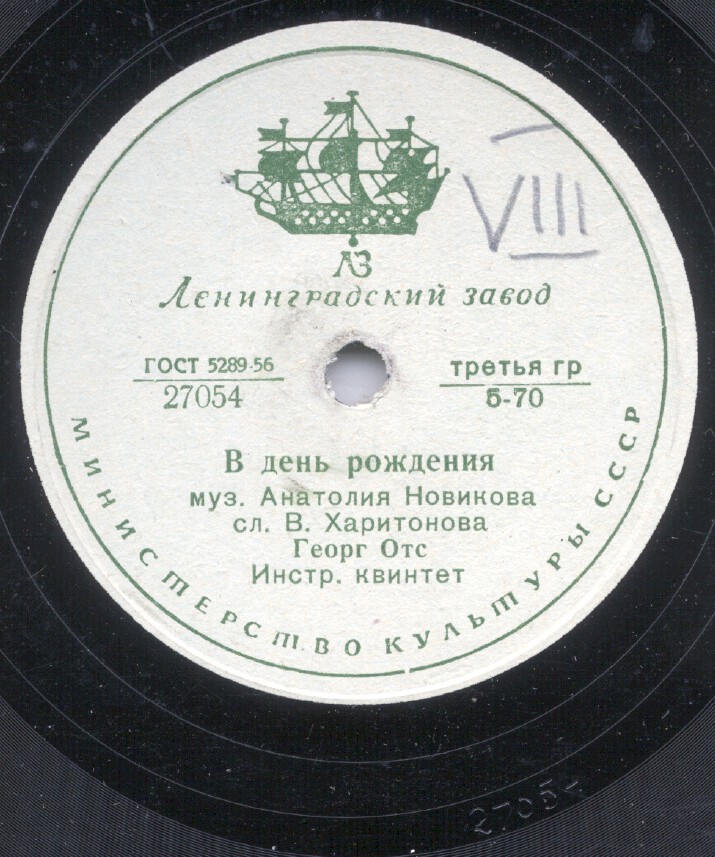 VIII
ЛЗ
Ленинградский завод
ГОСТ 5289-56
27054
третья гр
5-70
В день рождения
муз. Анатолия Новикова
сл. В. Харитонова
Георг Отс
Инстр. квинтет
МИНИСТЕРСТВО КУЛЬТУРЫ СССР